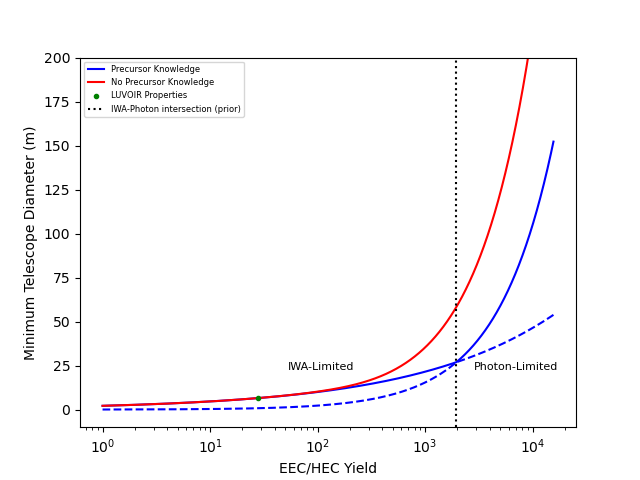 Precursor Knowledge
No Precursor Knowledge
LUVOIR Properties
IWA-Photon intersection (prior)
200
175
150
125
100
75
50
25
0
Minimum Telescope Diameter (m)
IWA-Limited
Photon-Limited
10⁰
10¹
10²
10³
10⁴
EEC/HEC Yield